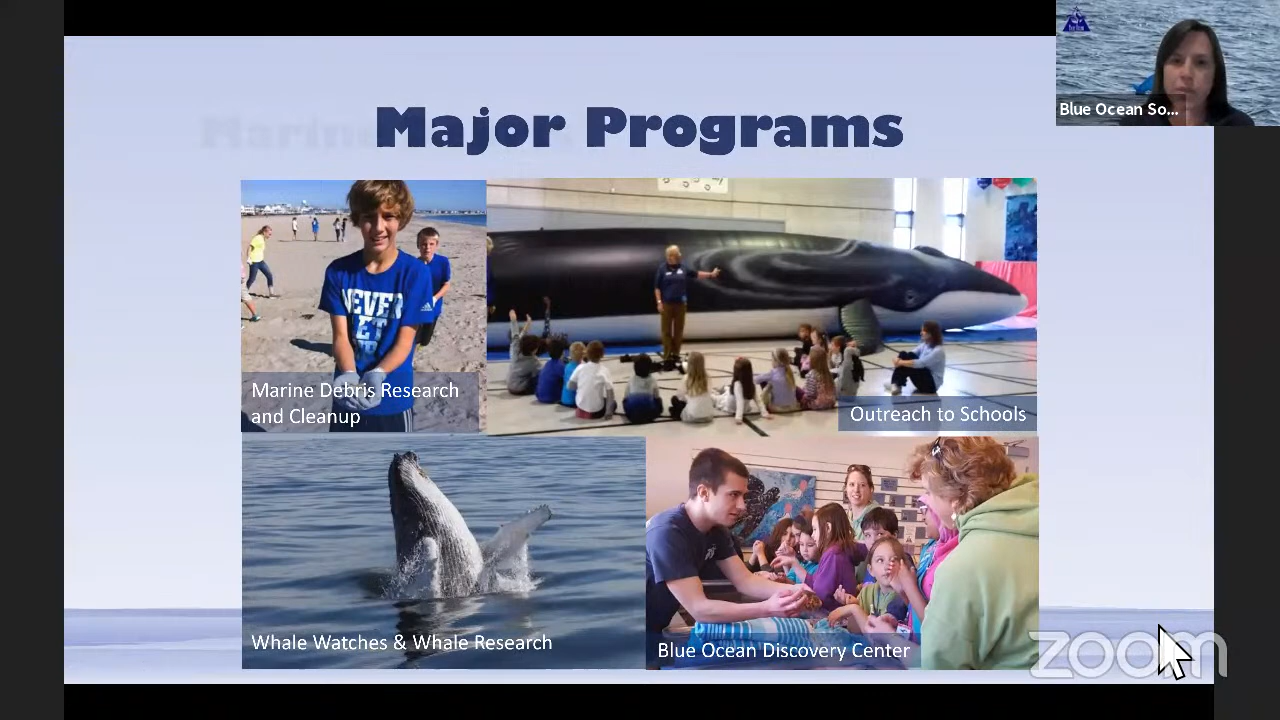 Major Programs
Blue Ocean So...
NEVER
Marine Debris Research
and Cleanup
Outreach to Schools
Whale Watches & Whale Research
Blue Ocean Discovery Center
zoom